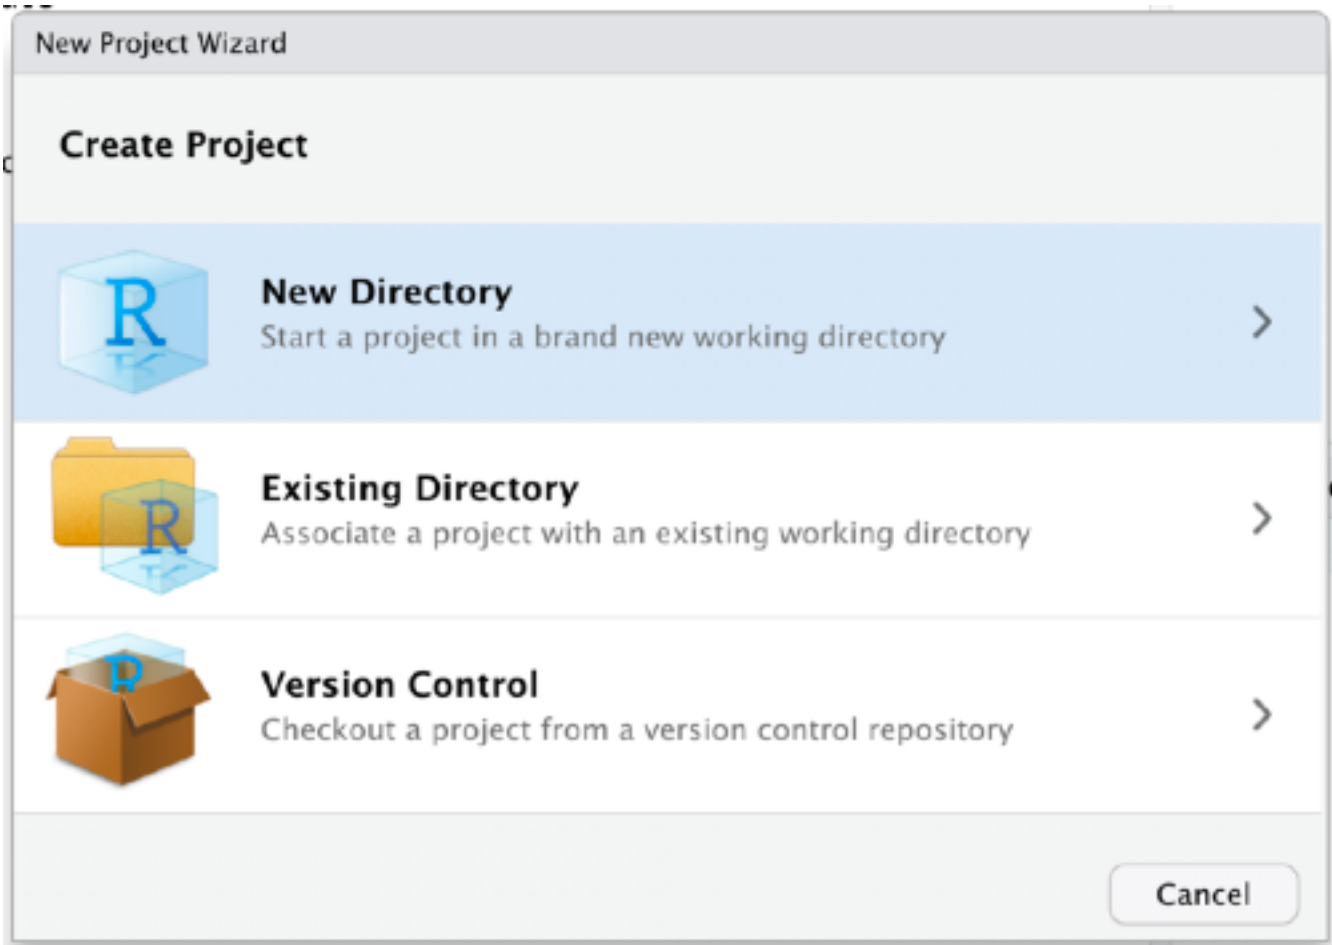 New Project Wizard
Create Project
R
New Directory
Start a project in a brand new working directory
R
Existing Directory
Associate a project with an existing working directory
R
Version Control
Checkout a project from a version control repository
Cancel